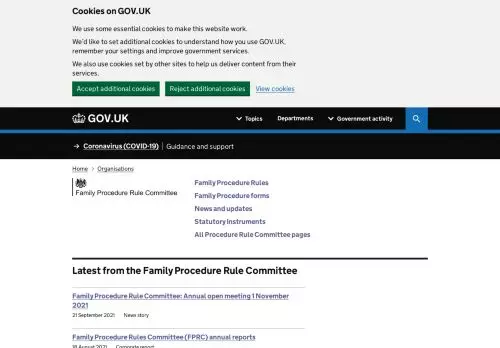 Cookies on GOV.UK
We use some essential cookies to make this website work.
We'd like to set additional cookies to understand how you use GOV.UK,
remember your settings and improve government services.
We also use cookies set by other sites to help us deliver content from their
services.
Accept additional cookies Reject additional cookies View cookies
GOV.UK Topics Departments Government activity
→ Coronavirus (COVID-19) Guidance and support
Home > Organisations
Family Procedure Rule Committee
Family Procedure Rules
Family Procedure forms
News and updates
Statutory Instruments
All Procedure Rule Committee pages
Latest from the Family Procedure Rule Committee
Family Procedure Rule Committee: Annual open meeting 1 November
2021
21 September 2021 News story
Family Procedure Rules Committee (FPRC) annual reports
18 August 2021 Corporate report